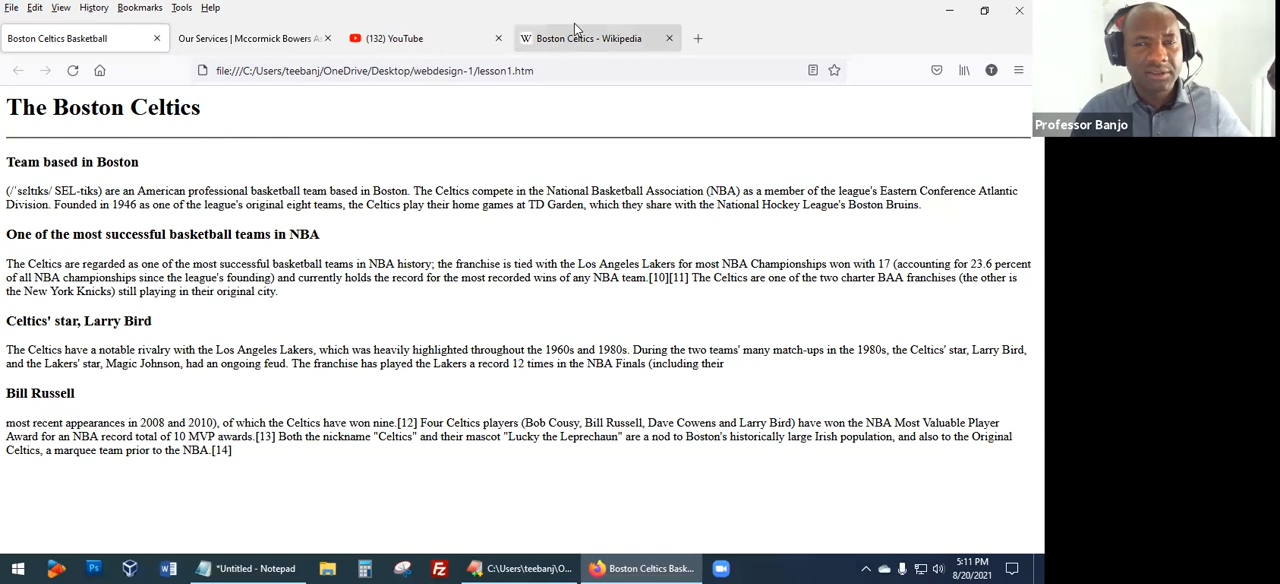 File Edit View History Bookmarks Tools Help
Boston Celtics Basketball
Our Services | Mccormick Bowers As
(132) YouTube
W Boston Celtics - Wikipedia
file:///C:/Users/teebanj/OneDrive/Desktop/webdesign-1/lesson1.htm
T
Professor Banjo
The Boston Celtics
Team based in Boston
(/ˈsɛltɪks/ SEL-tiks) are an American professional basketball team based in Boston. The Celtics compete in the National Basketball Association (NBA) as a member of the league's Eastern Conference Atlantic
Division. Founded in 1946 as one of the league's original eight teams, the Celtics play their home games at TD Garden, which they share with the National Hockey League's Boston Bruins.
One of the most successful basketball teams in NBA
The Celtics are regarded as one of the most successful basketball teams in NBA history; the franchise is tied with the Los Angeles Lakers for most NBA Championships won with 17 (accounting for 23.6 percent
of all NBA championships since the league's founding) and currently holds the record for the most recorded wins of any NBA team.[10][11] The Celtics are one of the two charter BAA franchises (the other is
the New York Knicks) still playing in their original city.
Celtics' star, Larry Bird
The Celtics have a notable rivalry with the Los Angeles Lakers, which was heavily highlighted throughout the 1960s and 1980s. During the two teams' many match-ups in the 1980s, the Celtics' star, Larry Bird,
and the Lakers' star, Magic Johnson, had an ongoing feud. The franchise has played the Lakers a record 12 times in the NBA Finals (including their
Bill Russell
most recent appearances in 2008 and 2010), of which the Celtics have won nine.[12] Four Celtics players (Bob Cousy, Bill Russell, Dave Cowens and Larry Bird) have won the NBA Most Valuable Player
Award for an NBA record total of 10 MVP awards.[13] Both the nickname "Celtics" and their mascot "Lucky the Leprechaun" are a nod to Boston's historically large Irish population, and also to the Original
Celtics, a marquee team prior to the NBA.[14]
Ps
W
*Untitled - Notepad
Fz
C:\Users\teebanj\O...
Boston Celtics Bask...
5:11 PM
8/20/2021